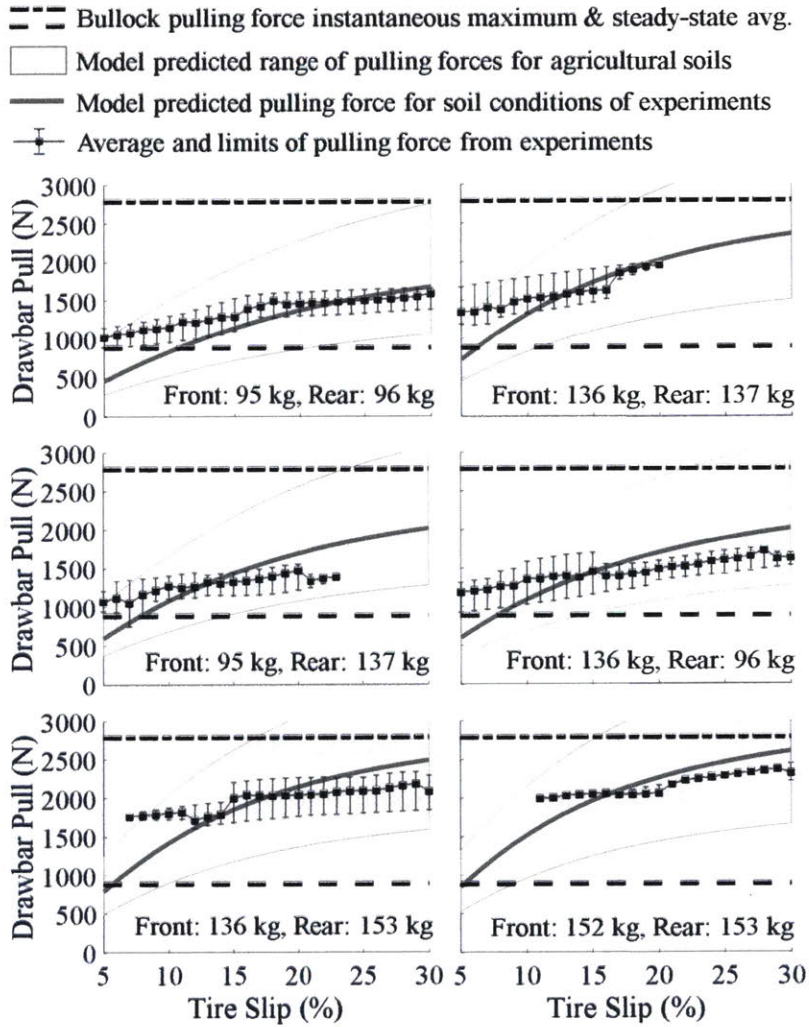 Bullock pulling force instantaneous maximum & steady-state avg.
Model predicted range of pulling forces for agricultural soils
Model predicted pulling force for soil conditions of experiments
Average and limits of pulling force from experiments
3000
2500
2000
1500
1000
500
0
Drawbar Pull (N)
Front: 95 kg, Rear: 96 kg
Front: 136 kg, Rear: 137 kg
3000
2500
2000
1500
1000
500
0
Drawbar Pull (N)
Front: 95 kg, Rear: 137 kg
Front: 136 kg, Rear: 96 kg
3000
2500
2000
1500
1000
500
0
Drawbar Pull (N)
Front: 136 kg, Rear: 153 kg
Front: 152 kg, Rear: 153 kg
5 10 15 20 25 30
5 10 15 20 25 30
Tire Slip (%)
Tire Slip (%)